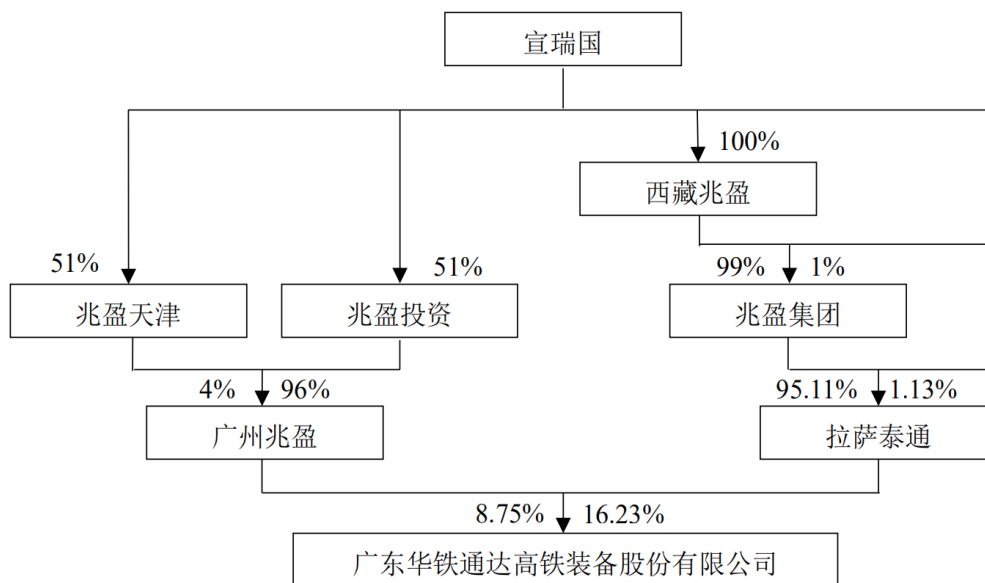 宣瑞国
100%
西藏兆盈
51%
51%
99%
1%
兆盈天津
兆盈投资
兆盈集团
4%
96%
95.11%
1.13%
广州兆盈
拉萨泰通
8.75%
16.23%
广东华铁通达高铁装备股份有限公司